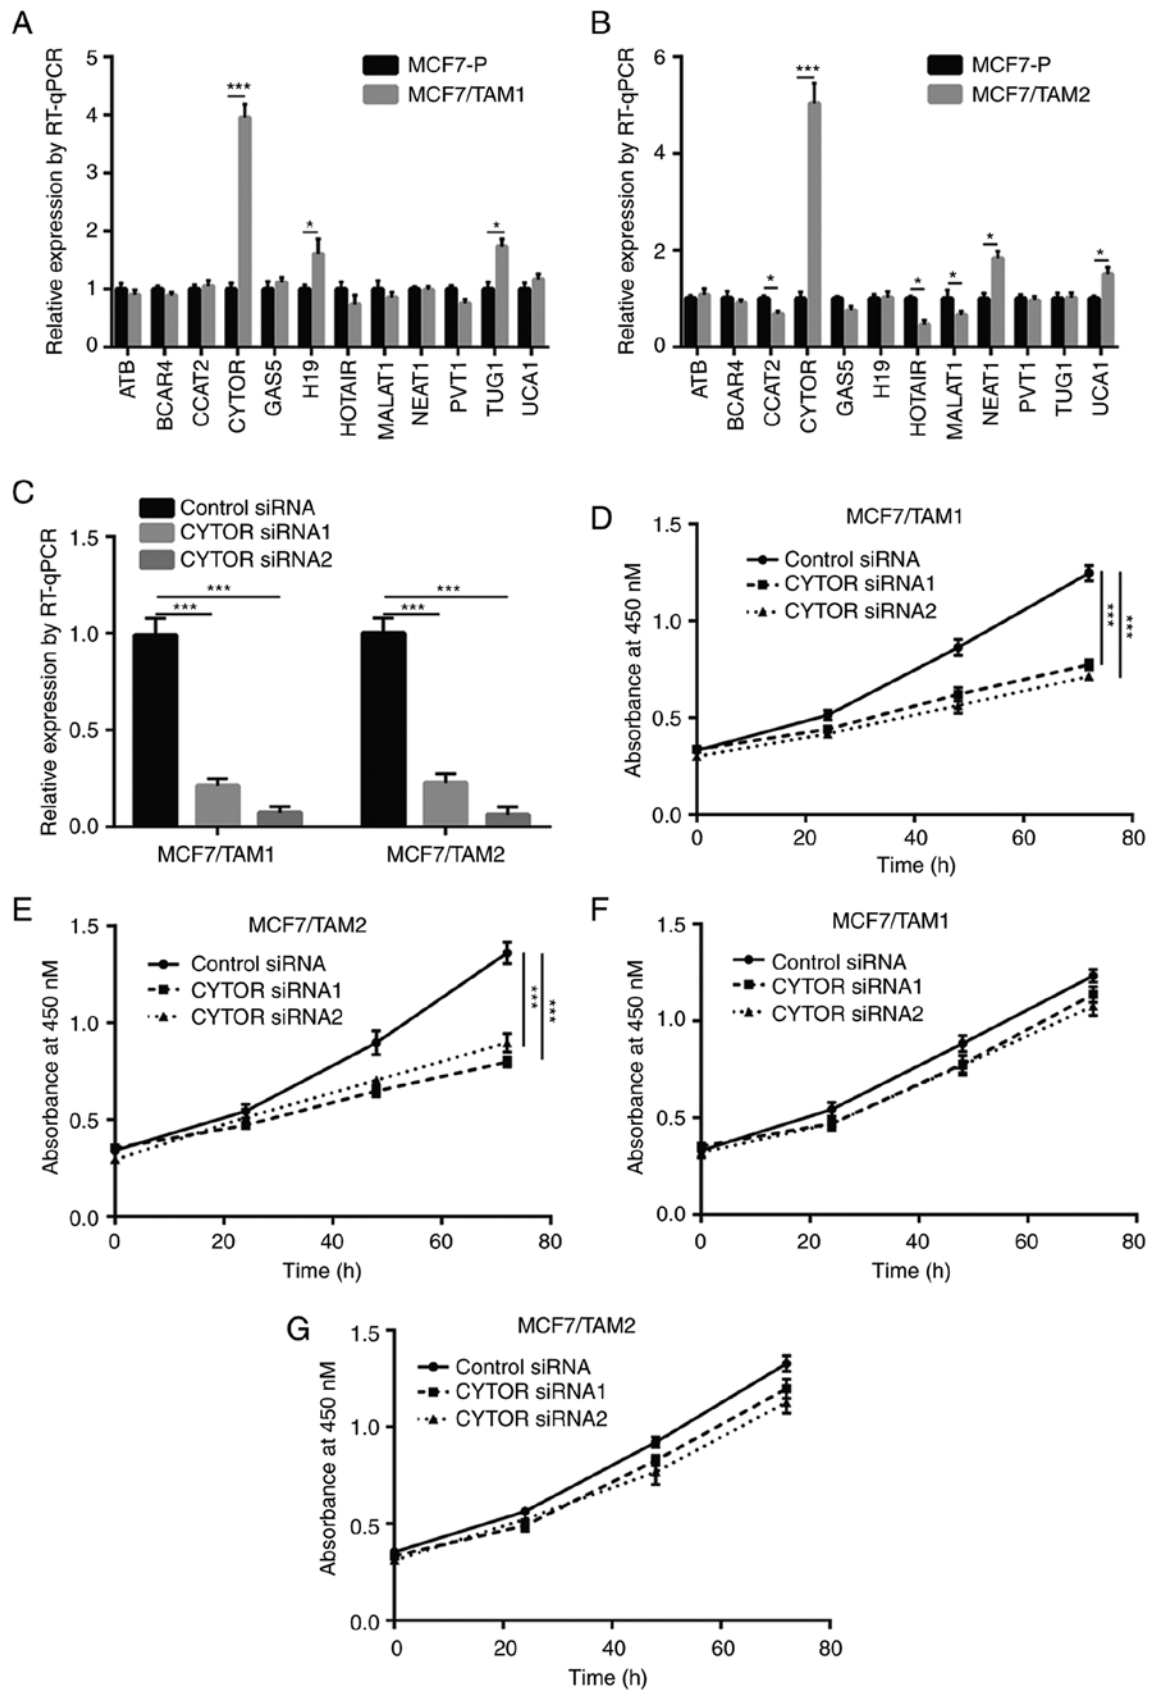 A
Relative expression by RT-qPCR
5
4
3
2
1
0
MCF7-P
MCF7/TAM1
***
*
*
ATB
BCAR4
CCAT2
CYTOR
GAS5
H19
HOTAIR
MALAT1
NEAT1
PVT1
TUG1
UCA1
B
Relative expression by RT-qPCR
6
4
2
0
MCF7-P
MCF7/TAM2
***
*
*
*
*
*
ATB
BCAR4
CCAT2
CYTOR
GAS5
H19
HOTAIR
MALAT1
NEAT1
PVT1
TUG1
UCA1
C
Control siRNA
CYTOR siRNA1
CYTOR siRNA2
Relative expression by RT-qPCR
1.5
1.0
0.5
0.0
***
***
***
***
MCF7/TAM1
MCF7/TAM2
D
MCF7/TAM1
Absorbance at 450 nM
1.5
1.0
0.5
0.0
Control siRNA
CYTOR siRNA1
CYTOR siRNA2
***
***
0 20 40 60 80
Time (h)
E
MCF7/TAM2
Absorbance at 450 nM
1.5
1.0
0.5
0.0
Control siRNA
CYTOR siRNA1
CYTOR siRNA2
***
***
0 20 40 60 80
Time (h)
F
MCF7/TAM1
Absorbance at 450 nM
1.5
1.0
0.5
0.0
Control siRNA
CYTOR siRNA1
CYTOR siRNA2
0 20 40 60 80
Time (h)
G
MCF7/TAM2
Absorbance at 450 nM
1.5
1.0
0.5
0.0
Control siRNA
CYTOR siRNA1
CYTOR siRNA2
0 20 40 60 80
Time (h)